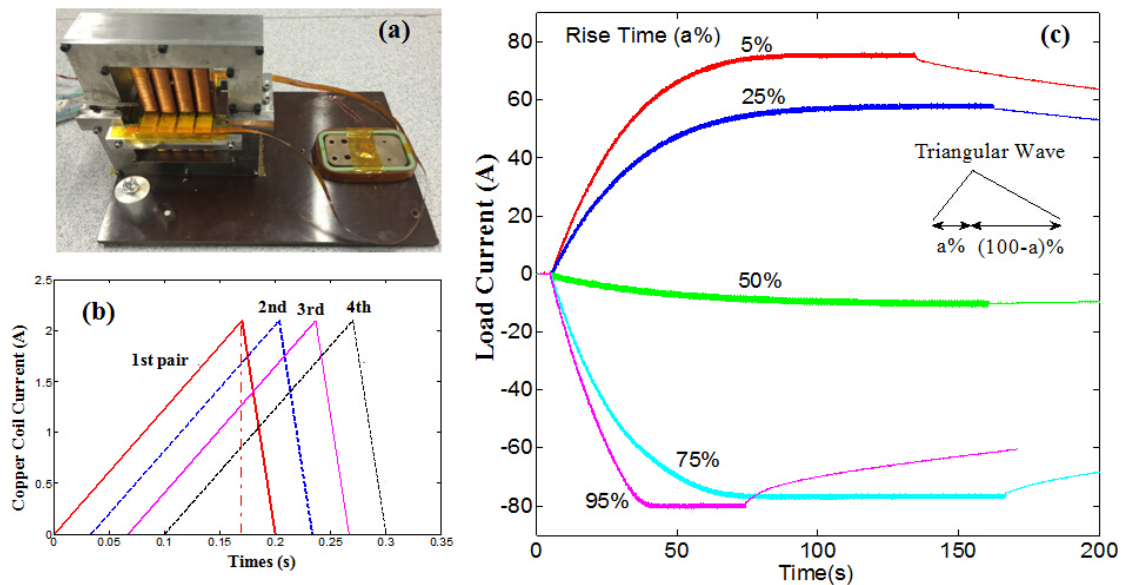 (a)
(b)
2.5
2
1.5
1
0.5
0
0
0.05
0.1
0.15
0.2
0.25
0.3
0.35
Copper Coil Current (A)
Times (s)
1st pair
2nd
3rd
4th
(c)
Rise Time (a%)
5%
25%
50%
75%
95%
Triangular Wave
a%
(100-a)%
80
60
40
20
0
-20
-40
-60
-80
0
50
100
150
200
Load Current (A)
Time(s)